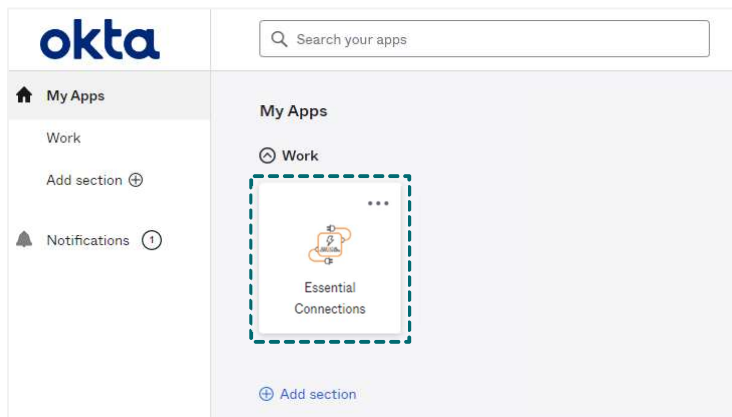 okta
Search your apps
My Apps
Work
Add section
Notifications 1
My Apps
Work
Essential
Connections
Add section